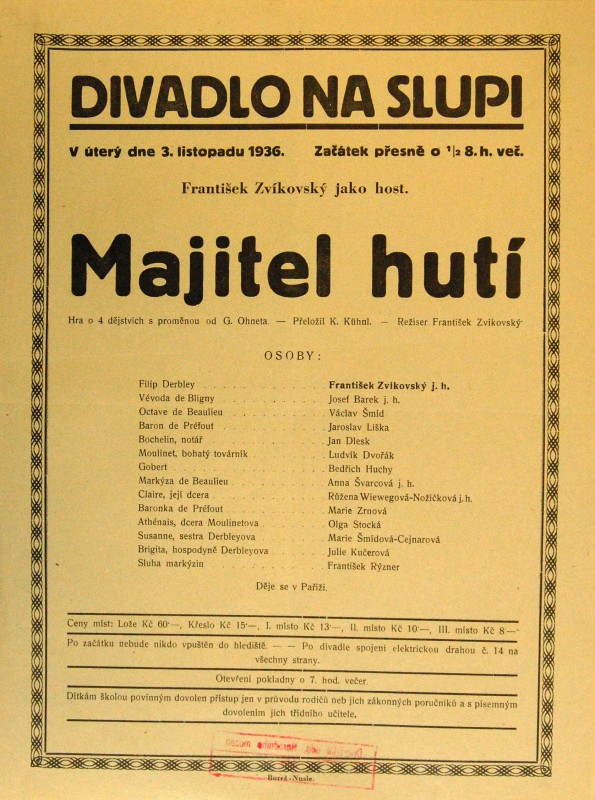 DIVADLO NA SLUPI
V úterý dne 3. listopadu 1936. Začátek přesně o ½ 8. h. več.
František Zvíkovský jako host.
Majitel hutí
Hra o 4 dějstvích s proměnou od G. Ohneta. — Přeložil K. Kühnl. — Režiser František Zvíkovský
OSOBY:
Filip Derbley . . . . . . . . . . František Zvíkovský j. h.
Vévoda de Bligny . . . . . . . . . . Josef Barek j. h.
Octave de Beaulieu . . . . . . . . . . Václav Šmíd
Baron de Préfout . . . . . . . . . . Jaroslav Liška
Bochelin, notář . . . . . . . . . . Jan Dlesk
Moulinet, bohatý továrník . . . . . . . . . . Ludvík Dvořák
Gobert . . . . . . . . . . Bedřich Huchy
Markýza de Beaulieu . . . . . . . . . . Anna Švarcová j. h.
Claire, její dcera . . . . . . . . . . Růžena Wiewegová-Nožičková j. h.
Baronka de Préfout . . . . . . . . . . Marie Zrnová
Athénais, dcera Moulinetova . . . . . . . . . . Olga Stocká
Susanne, sestra Derbleyova . . . . . . . . . . Marie Šmídová-Cejnarová
Brigita, hospodyně Derbleyova . . . . . . . . . . Julie Kučerová
Sluha markýzin . . . . . . . . . . František Rýzner
Děje se v Paříži.
Ceny míst: Lože Kč 60·—, Křeslo Kč 15·—, I. místo Kč 13·—, II. místo Kč 10·—, III. místo Kč 8·—
Po začátku nebude nikdo vpuštěn do hlediště. — — Po divadle spojení elektrickou drahou č. 14 na
všechny strany.
Otevření pokladny o 7. hod. večer.
Dítkám školou povinným dovolen přístup jen v průvodu rodičů neb jich zákonných poručníků a s písemným
dovolením jich třídního učitele.
Bureš-Nusle.